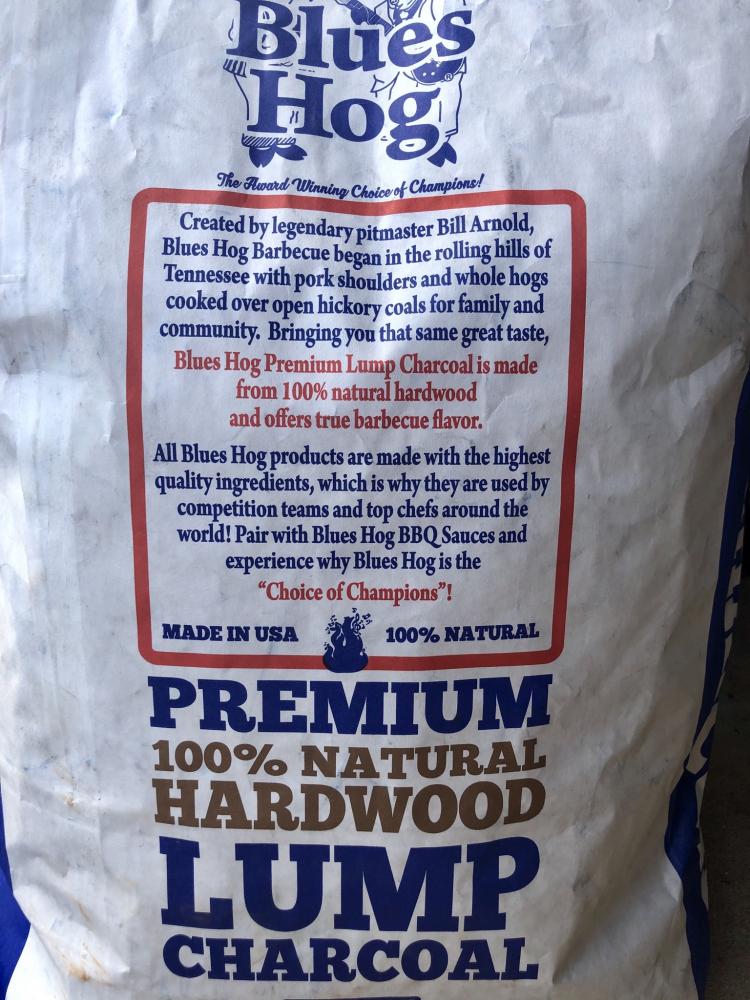 Blues
Hog
®
The Award Winning Choice of Champions!
Created by legendary pitmaster Bill Arnold,
Blues Hog Barbecue began in the rolling hills of
Tennessee with pork shoulders and whole hogs
cooked over open hickory coals for family and
community. Bringing you that same great taste,
Blues Hog Premium Lump Charcoal is made
from 100% natural hardwood
and offers true barbecue flavor.
All Blues Hog products are made with the highest
quality ingredients, which is why they are used by
competition teams and top chefs around the
world! Pair with Blues Hog BBQ Sauces and
experience why Blues Hog is the
“Choice of Champions”!
MADE IN USA 100% NATURAL
PREMIUM
100% NATURAL
HARDWOOD
LUMP
CHARCOAL